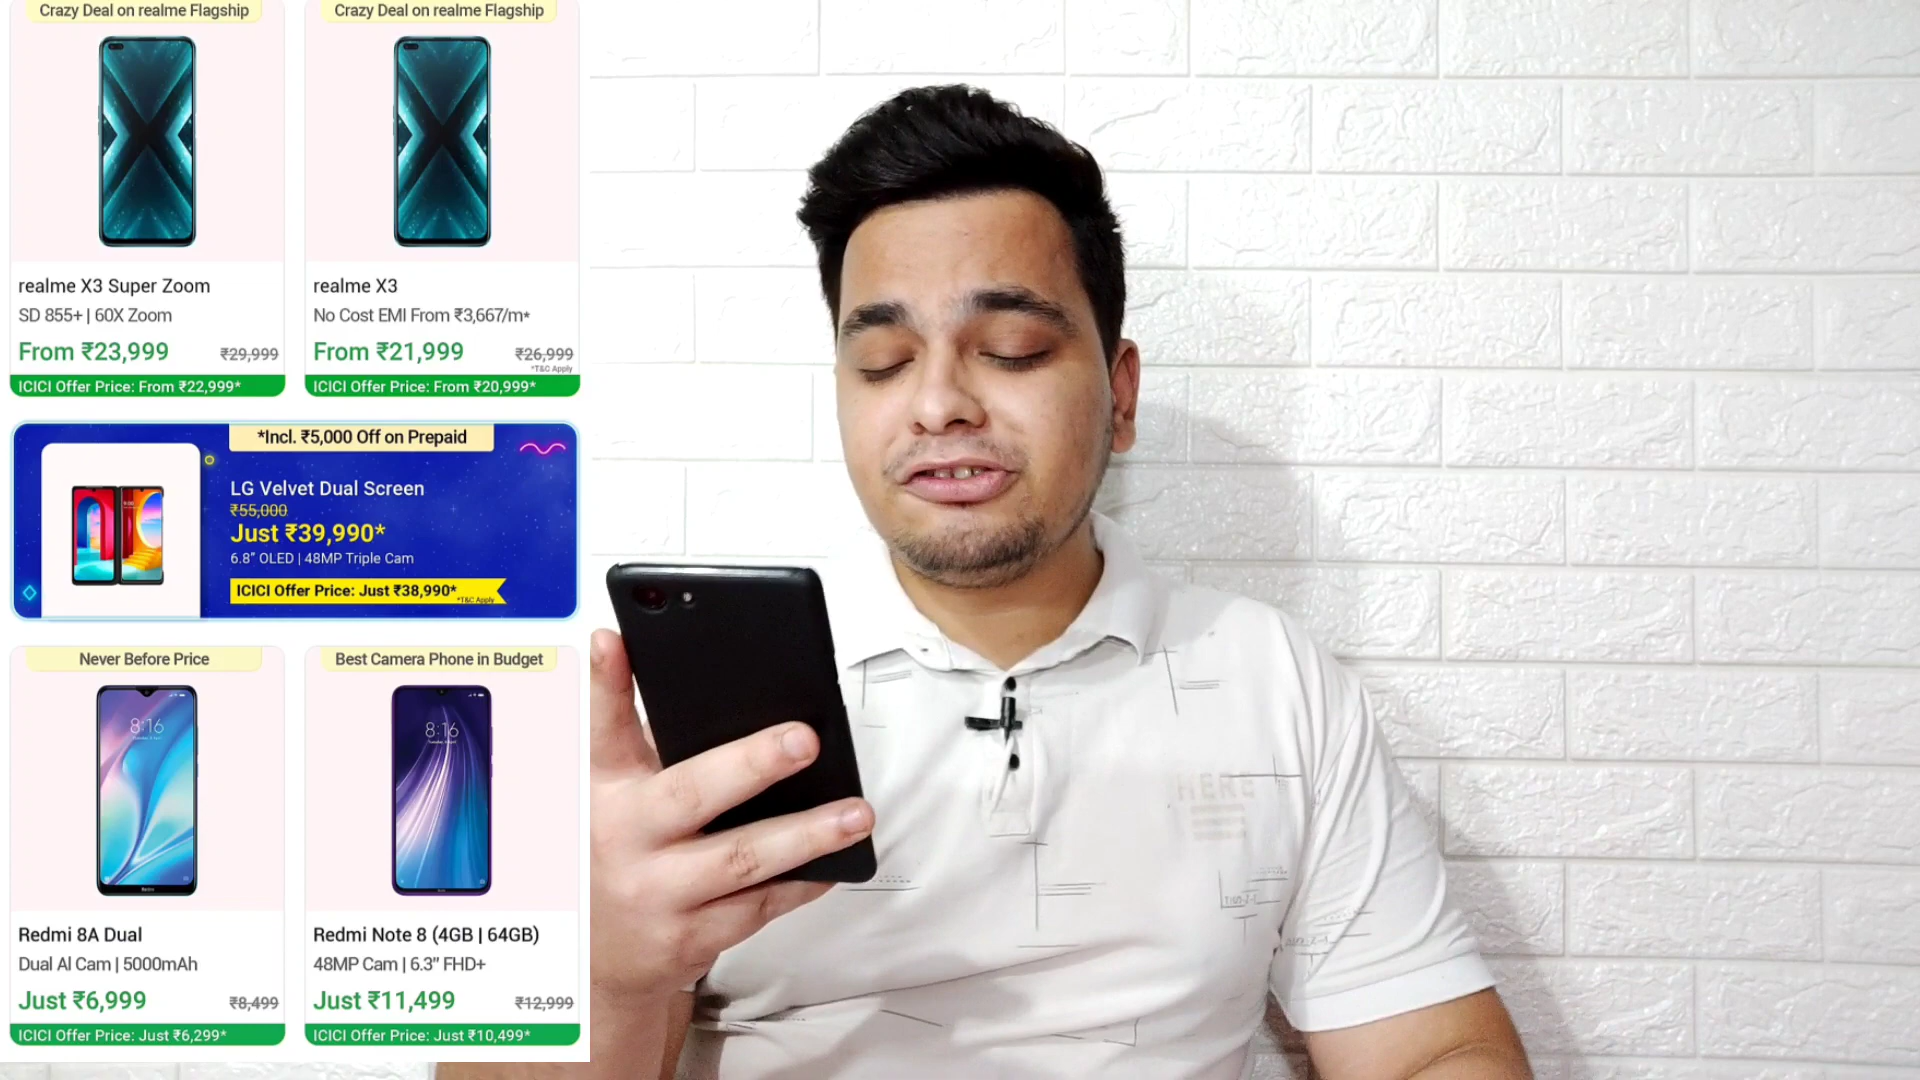 Crazy Deal on realme Flagship
Crazy Deal on realme Flagship
realme X3 Super Zoom
SD 855+ | 60X Zoom
From ₹23,999 ₹29,999
ICICI Offer Price: From ₹22,999*
realme X3
No Cost EMI From ₹3,667/m*
From ₹21,999 ₹26,999
*T&C Apply
ICICI Offer Price: From ₹20,999*
*Incl. ₹5,000 Off on Prepaid
LG Velvet Dual Screen
₹55,000
Just ₹39,990*
6.8" OLED | 48MP Triple Cam
ICICI Offer Price: Just ₹38,990*
*T&C Apply
Never Before Price
8:16
Redmi 8A Dual
Dual AI Cam | 5000mAh
Just ₹6,999 ₹8,499
ICICI Offer Price: Just ₹6,299*
Best Camera Phone in Budget
8:16
Redmi Note 8 (4GB | 64GB)
48MP Cam | 6.3" FHD+
Just ₹11,499 ₹12,999
ICICI Offer Price: Just ₹10,499*
HERE